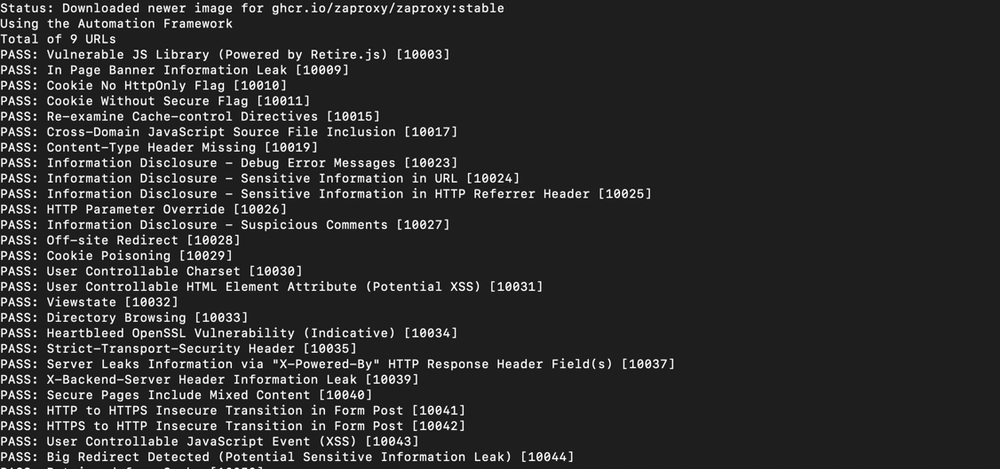 Status: Downloaded newer image for ghcr.io/zaproxy/zaproxy:stable
Using the Automation Framework
Total of 9 URLs
PASS: Vulnerable JS Library (Powered by Retire.js) [10003]
PASS: In Page Banner Information Leak [10009]
PASS: Cookie No HttpOnly Flag [10010]
PASS: Cookie Without Secure Flag [10011]
PASS: Re-examine Cache-control Directives [10015]
PASS: Cross-Domain JavaScript Source File Inclusion [10017]
PASS: Content-Type Header Missing [10019]
PASS: Information Disclosure - Debug Error Messages [10023]
PASS: Information Disclosure - Sensitive Information in URL [10024]
PASS: Information Disclosure - Sensitive Information in HTTP Referrer Header [10025]
PASS: HTTP Parameter Override [10026]
PASS: Information Disclosure - Suspicious Comments [10027]
PASS: Off-site Redirect [10028]
PASS: Cookie Poisoning [10029]
PASS: User Controllable Charset [10030]
PASS: User Controllable HTML Element Attribute (Potential XSS) [10031]
PASS: Viewstate [10032]
PASS: Directory Browsing [10033]
PASS: Heartbleed OpenSSL Vulnerability (Indicative) [10034]
PASS: Strict-Transport-Security Header [10035]
PASS: Server Leaks Information via "X-Powered-By" HTTP Response Header Field(s) [10037]
PASS: X-Backend-Server Header Information Leak [10039]
PASS: Secure Pages Include Mixed Content [10040]
PASS: HTTP to HTTPS Insecure Transition in Form Post [10041]
PASS: HTTPS to HTTP Insecure Transition in Form Post [10042]
PASS: User Controllable JavaScript Event (XSS) [10043]
PASS: Big Redirect Detected (Potential Sensitive Information Leak) [10044]